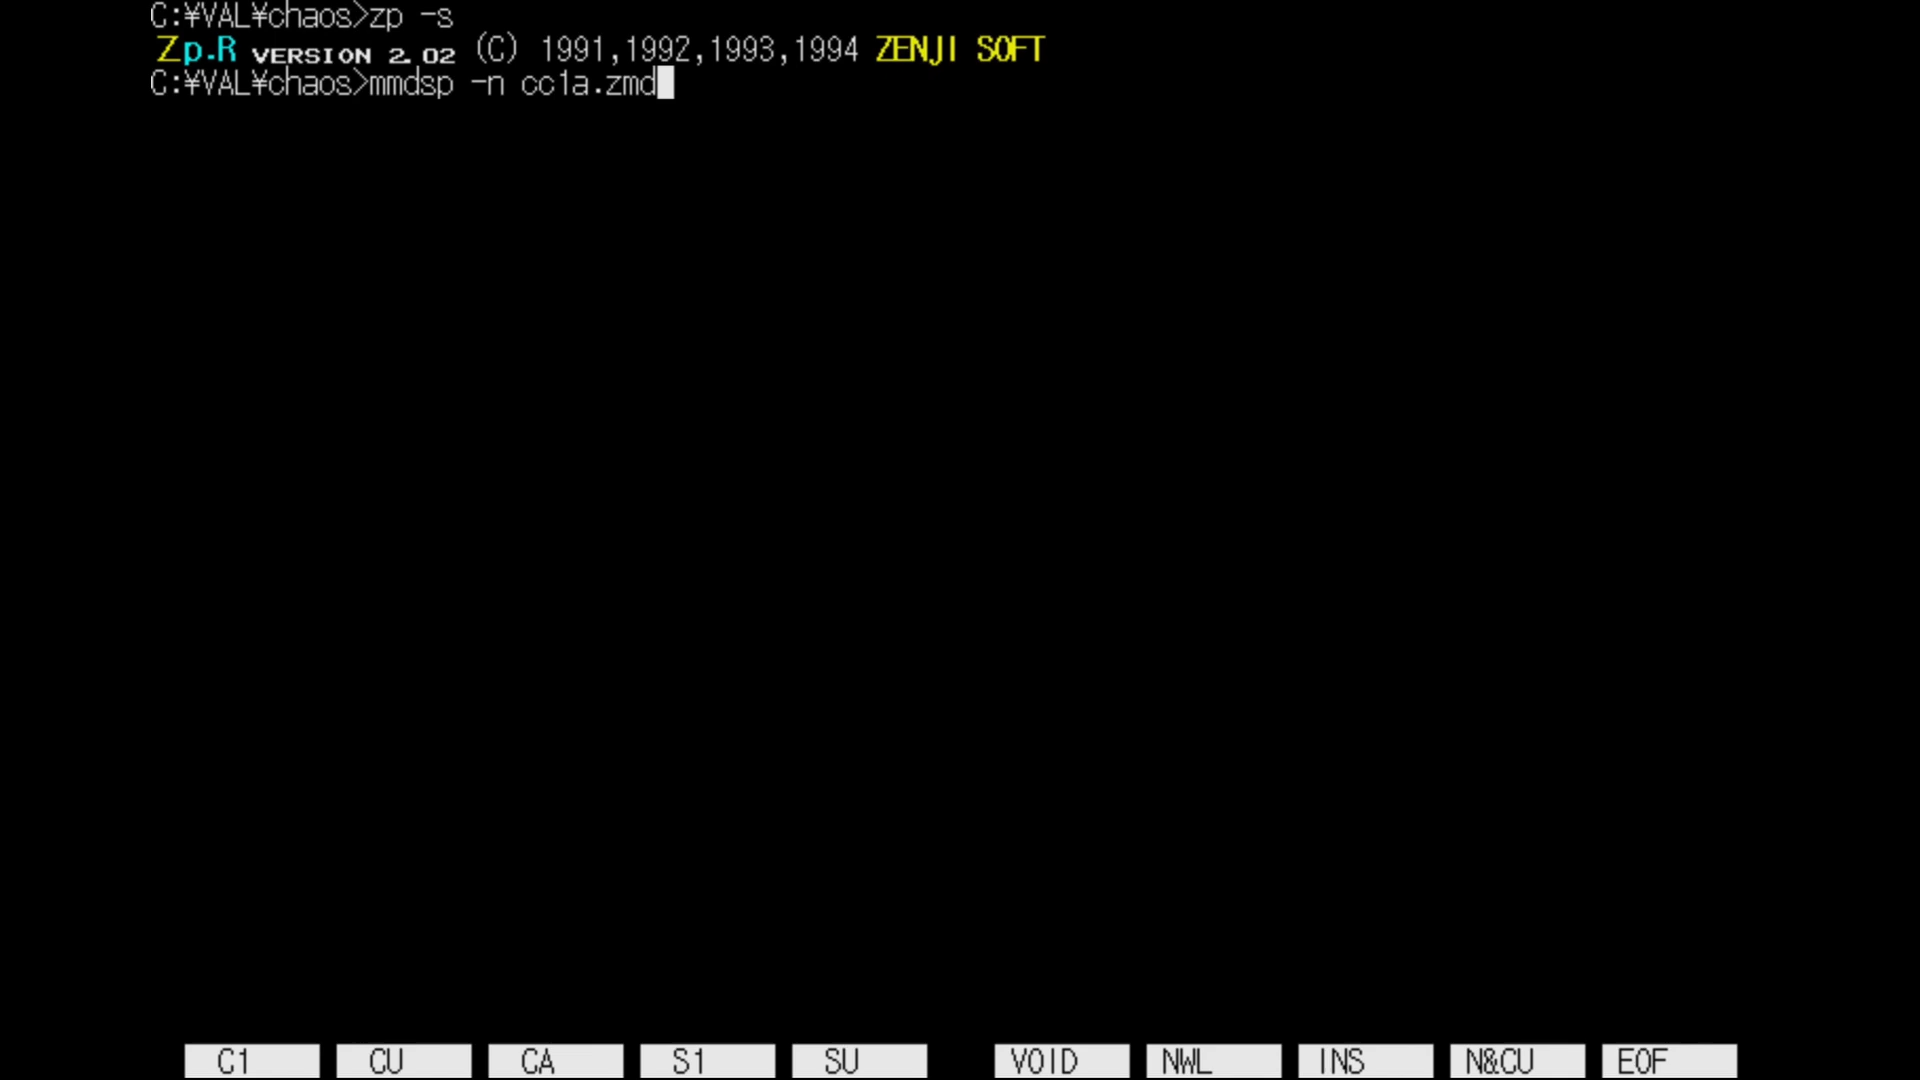 C:¥VAL¥chaos>zp -s
Zp.R VERSION 2.02 (C) 1991,1992,1993,1994 ZENJI SOFT
C:¥VAL¥chaos>mmdsp -n cc1a.zmd
C1 CU CA S1 SU VOID NWL INS N&CU EOF